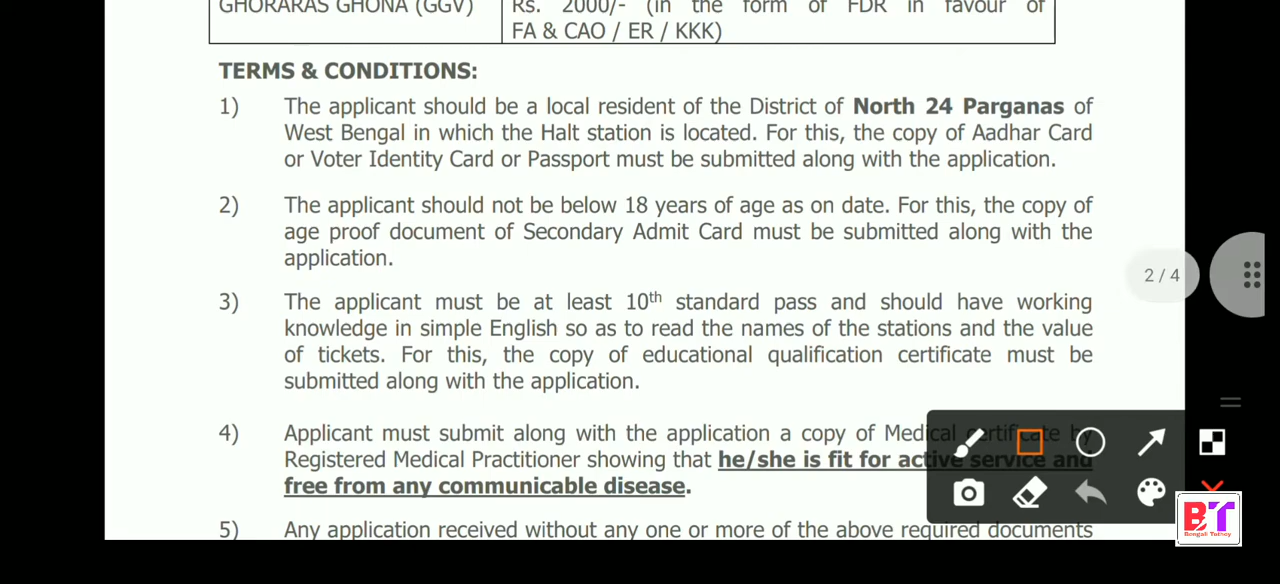 GHORARAS GHONA (GGV)
Rs. 2000/- (in the form of FDR in favour of
FA & CAO / ER / KKK)
TERMS & CONDITIONS:
1) The applicant should be a local resident of the District of North 24 Parganas of
West Bengal in which the Halt station is located. For this, the copy of Aadhar Card
or Voter Identity Card or Passport must be submitted along with the application.
2) The applicant should not be below 18 years of age as on date. For this, the copy of
age proof document of Secondary Admit Card must be submitted along with the
application.
3) The applicant must be at least 10th standard pass and should have working
knowledge in simple English so as to read the names of the stations and the value
of tickets. For this, the copy of educational qualification certificate must be
submitted along with the application.
2 / 4
4) Applicant must submit along with the application a copy of Medical certificate by
Registered Medical Practitioner showing that he/she is fit for active service and
free from any communicable disease.
5) Any application received without any one or more of the above required documents
BT
Bengali Torhey